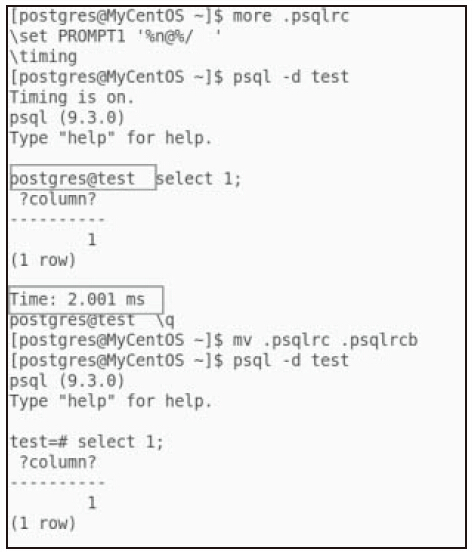 [postgres@MyCentOS ~]$ more .psqlrc
\set PROMPT1 '%n@%/  '
\timing
[postgres@MyCentOS ~]$ psql -d test
Timing is on.
psql (9.3.0)
Type "help" for help.
postgres@test  select 1;
 ?column?
----------
        1
(1 row)
Time: 2.001 ms
postgres@test  \q
[postgres@MyCentOS ~]$ mv .psqlrc .psqlrcb
[postgres@MyCentOS ~]$ psql -d test
psql (9.3.0)
Type "help" for help.
test=# select 1;
 ?column?
----------
        1
(1 row)